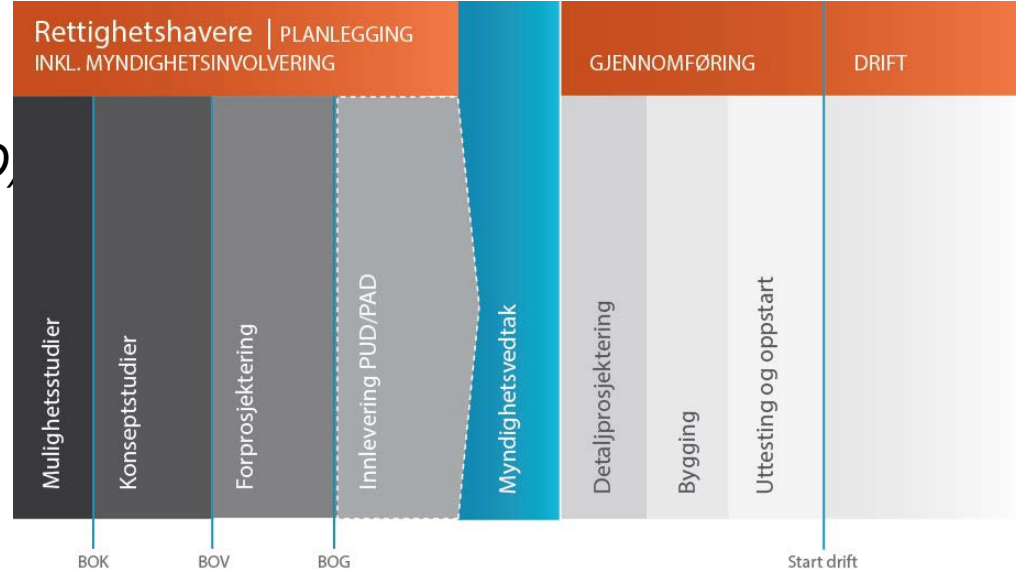 Rettighetshavere | PLANLEGGING
INKL. MYNDIGHETSINVOLVERING
GJENNOMFØRING
DRIFT
Mulighetsstudier
Konseptstudier
Forprosjektering
Innlevering PUD/PAD
Myndighetsvedtak
Detaljprosjektering
Bygging
Uttesting og oppstart
BOK
BOV
BOG
Start drift